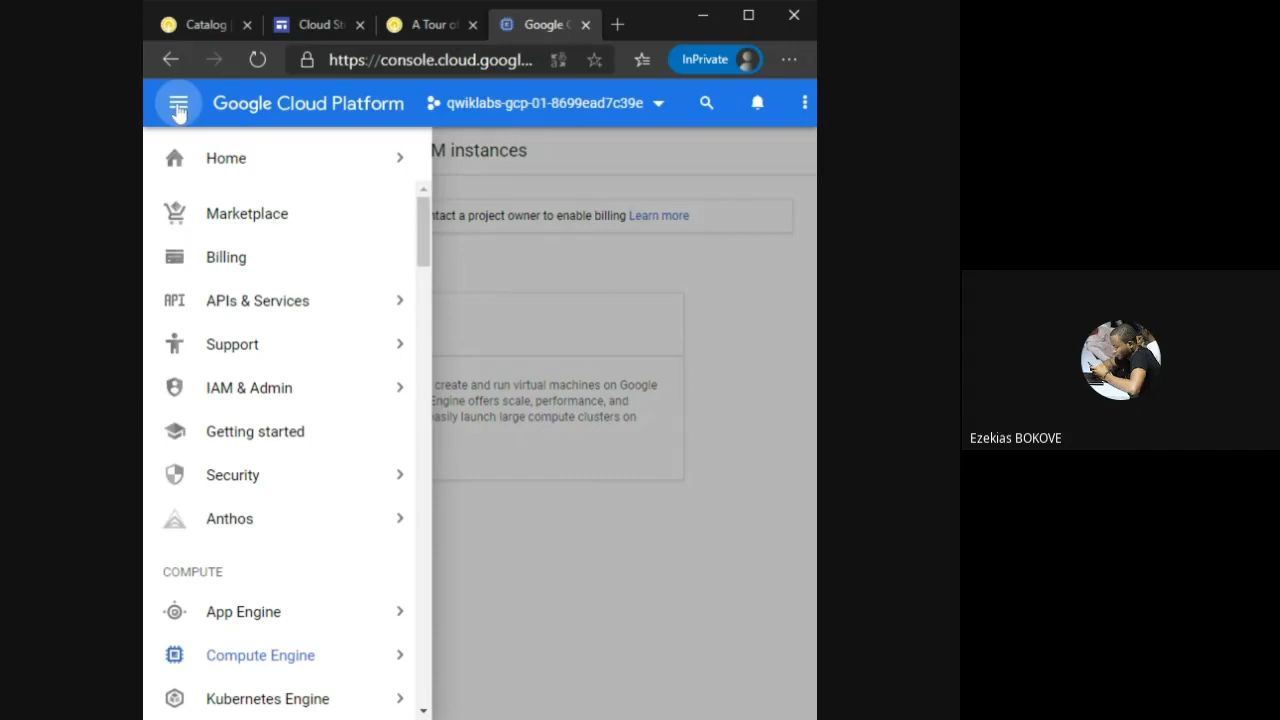 Catalog
Cloud St
A Tour of
Google C
https://console.cloud.googl...
InPrivate
Google Cloud Platform
qwiklabs-gcp-01-8699ead7c39e
Home
M instances
Marketplace
ntact a project owner to enable billing Learn more
Billing
APIs & Services
Support
IAM & Admin
create and run virtual machines on Google
Engine offers scale, performance, and
easily launch large compute clusters on
Getting started
Security
Anthos
COMPUTE
App Engine
Compute Engine
Kubernetes Engine
Ezekias BOKOVE
API